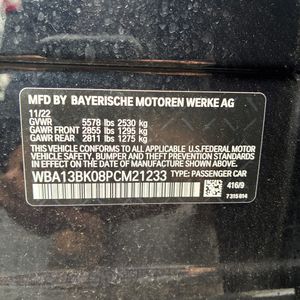 MFD BY BAYERISCHE MOTOREN WERKE AG
11/22
GVWR 5578 lbs 2530 kg
GAWR FRONT 2855 lbs 1295 kg
GAWR REAR 2811 lbs 1275 kg
THIS VEHICLE CONFORMS TO ALL APPLICABLE U.S.FEDERAL MOTOR
VEHICLE SAFETY, BUMPER, AND THEFT PREVENTION STANDARDS IN
EFFECT ON THE DATE OF MANUFACTURE SHOWN ABOVE.
WBA13BK08PCM21233 TYPE: PASSENGER CAR
416/9
7315814